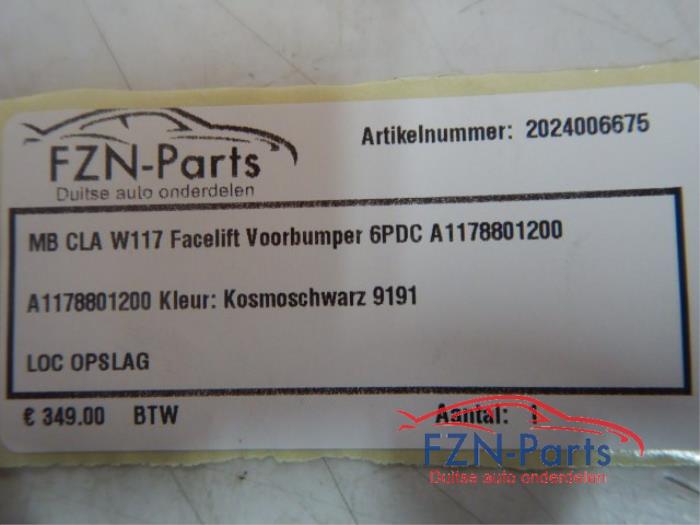 Artikelnummer: 2024006675
FZN-Parts
Duitse auto onderdelen
MB CLA W117 Facelift Voorbumper 6PDC A1178801200
A1178801200 Kleur: Kosmoschwarz 9191
LOC OPSLAG
€ 349.00 BTW Aantal: 1
FZN-Parts
Duitse auto onderdelen